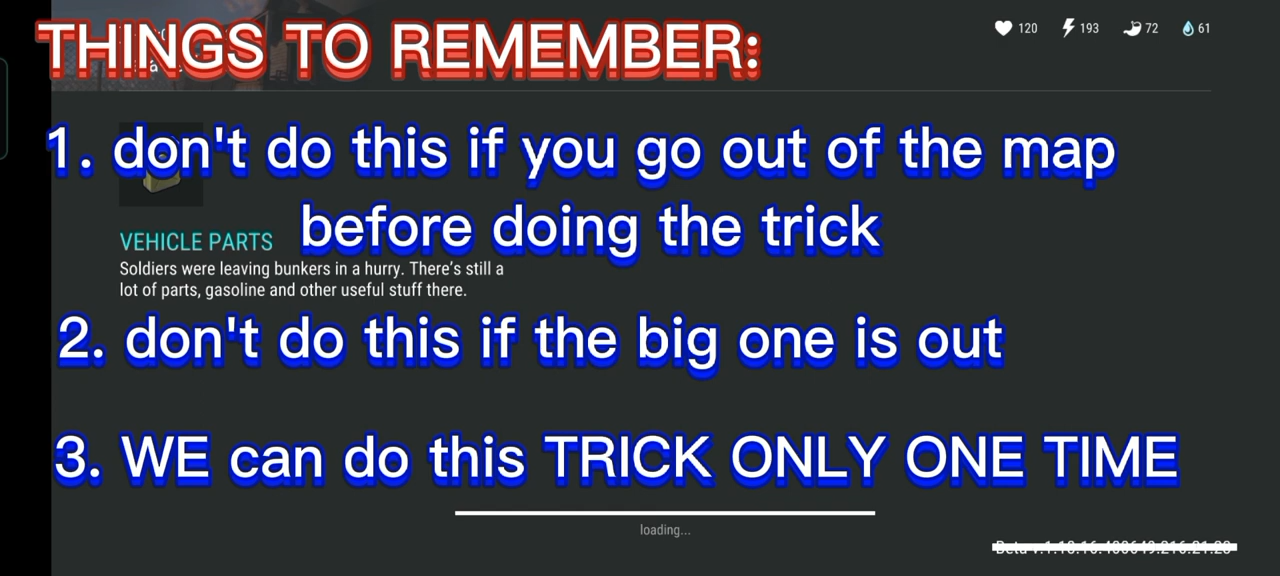 THINGS TO REMEMBER:
120 193 72 61
1. don't do this if you go out of the map
before doing the trick
VEHICLE PARTS
Soldiers were leaving bunkers in a hurry. There's still a
lot of parts, gasoline and other useful stuff there.
2. don't do this if the big one is out
3. WE can do this TRICK ONLY ONE TIME
loading...